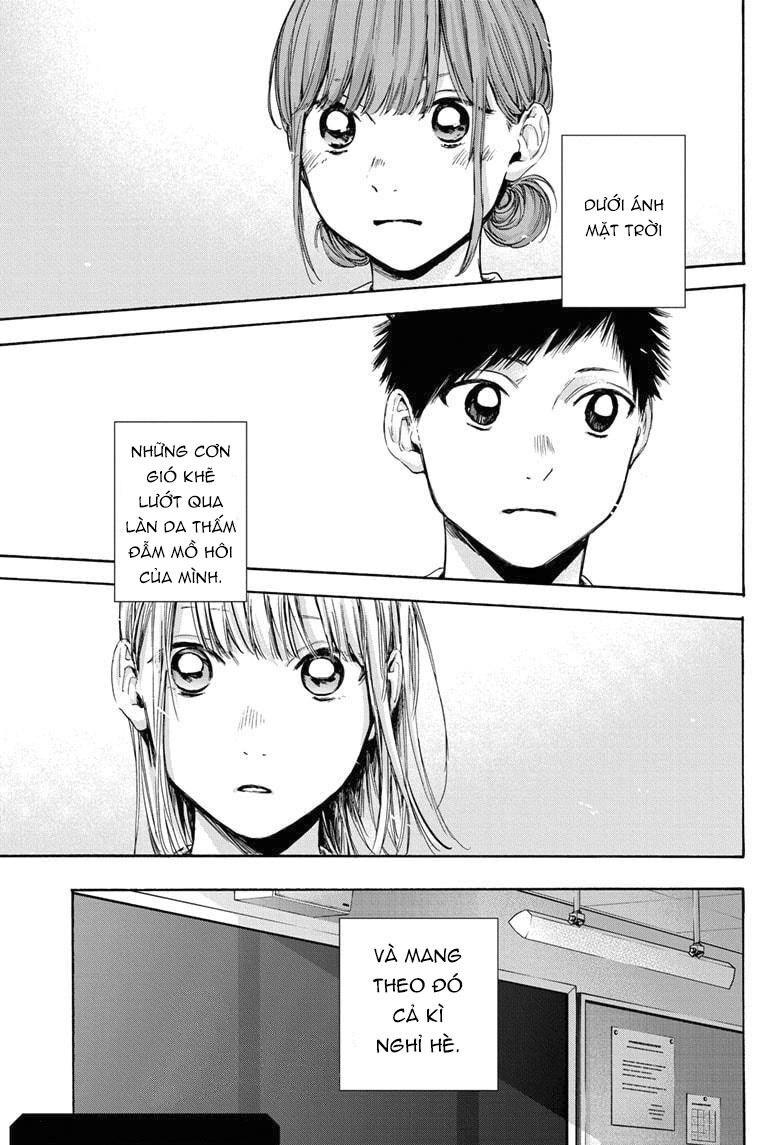 DƯỚI ÁNH
MẶT TRỜI
NHỮNG CƠN
GIÓ KHẼ
LƯỚT QUA
LÀN DA THẤM
ĐẪM MỒ HÔI
CỦA MÌNH.
VÀ MANG
THEO ĐÓ
CẢ KÌ
NGHỈ HÈ.